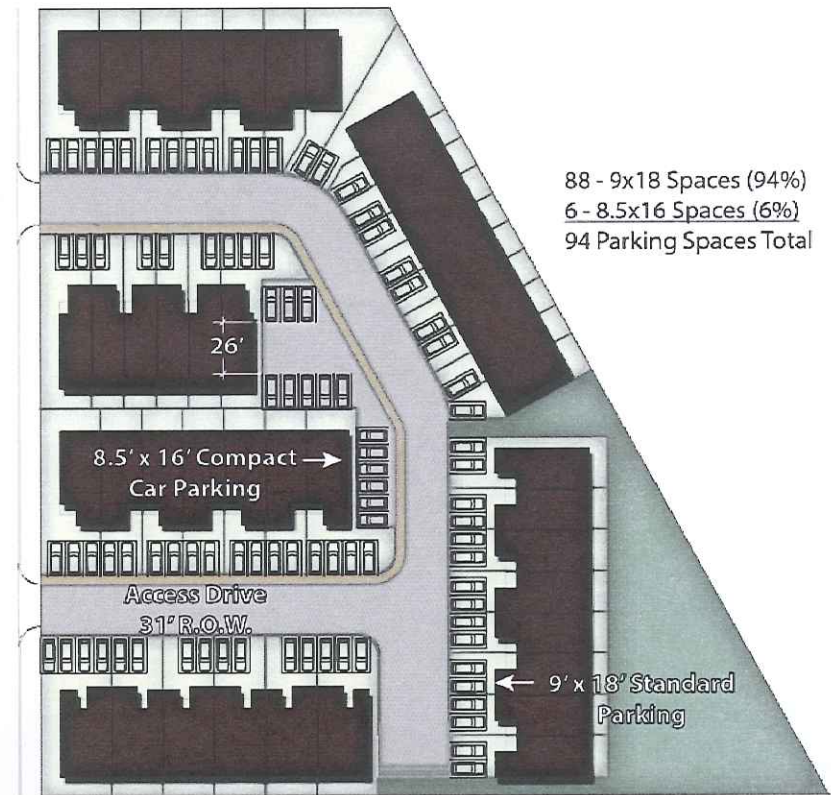 88 - 9x18 Spaces (94%)
6 - 8.5x16 Spaces (6%)
94 Parking Spaces Total
26'
8.5' x 16' Compact
Car Parking
Access Drive
31' R.O.W.
9' x 18' Standard
Parking